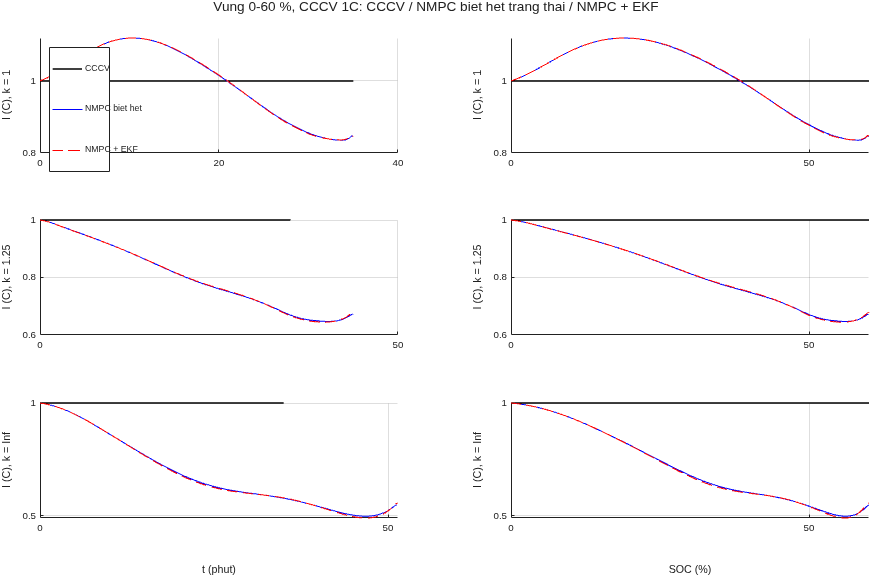 Vung 0-60 %, CCCV 1C: CCCV / NMPC biet het trang thai / NMPC + EKF
I (C), k = 1
1
0.8
0
20
40
CCCV
NMPC biet het
NMPC + EKF
I (C), k = 1
1
0.8
0
50
I (C), k = 1.25
1
0.8
0.6
0
50
I (C), k = 1.25
1
0.8
0.6
0
50
I (C), k = Inf
1
0.5
0
50
t (phut)
I (C), k = Inf
1
0.5
0
50
SOC (%)